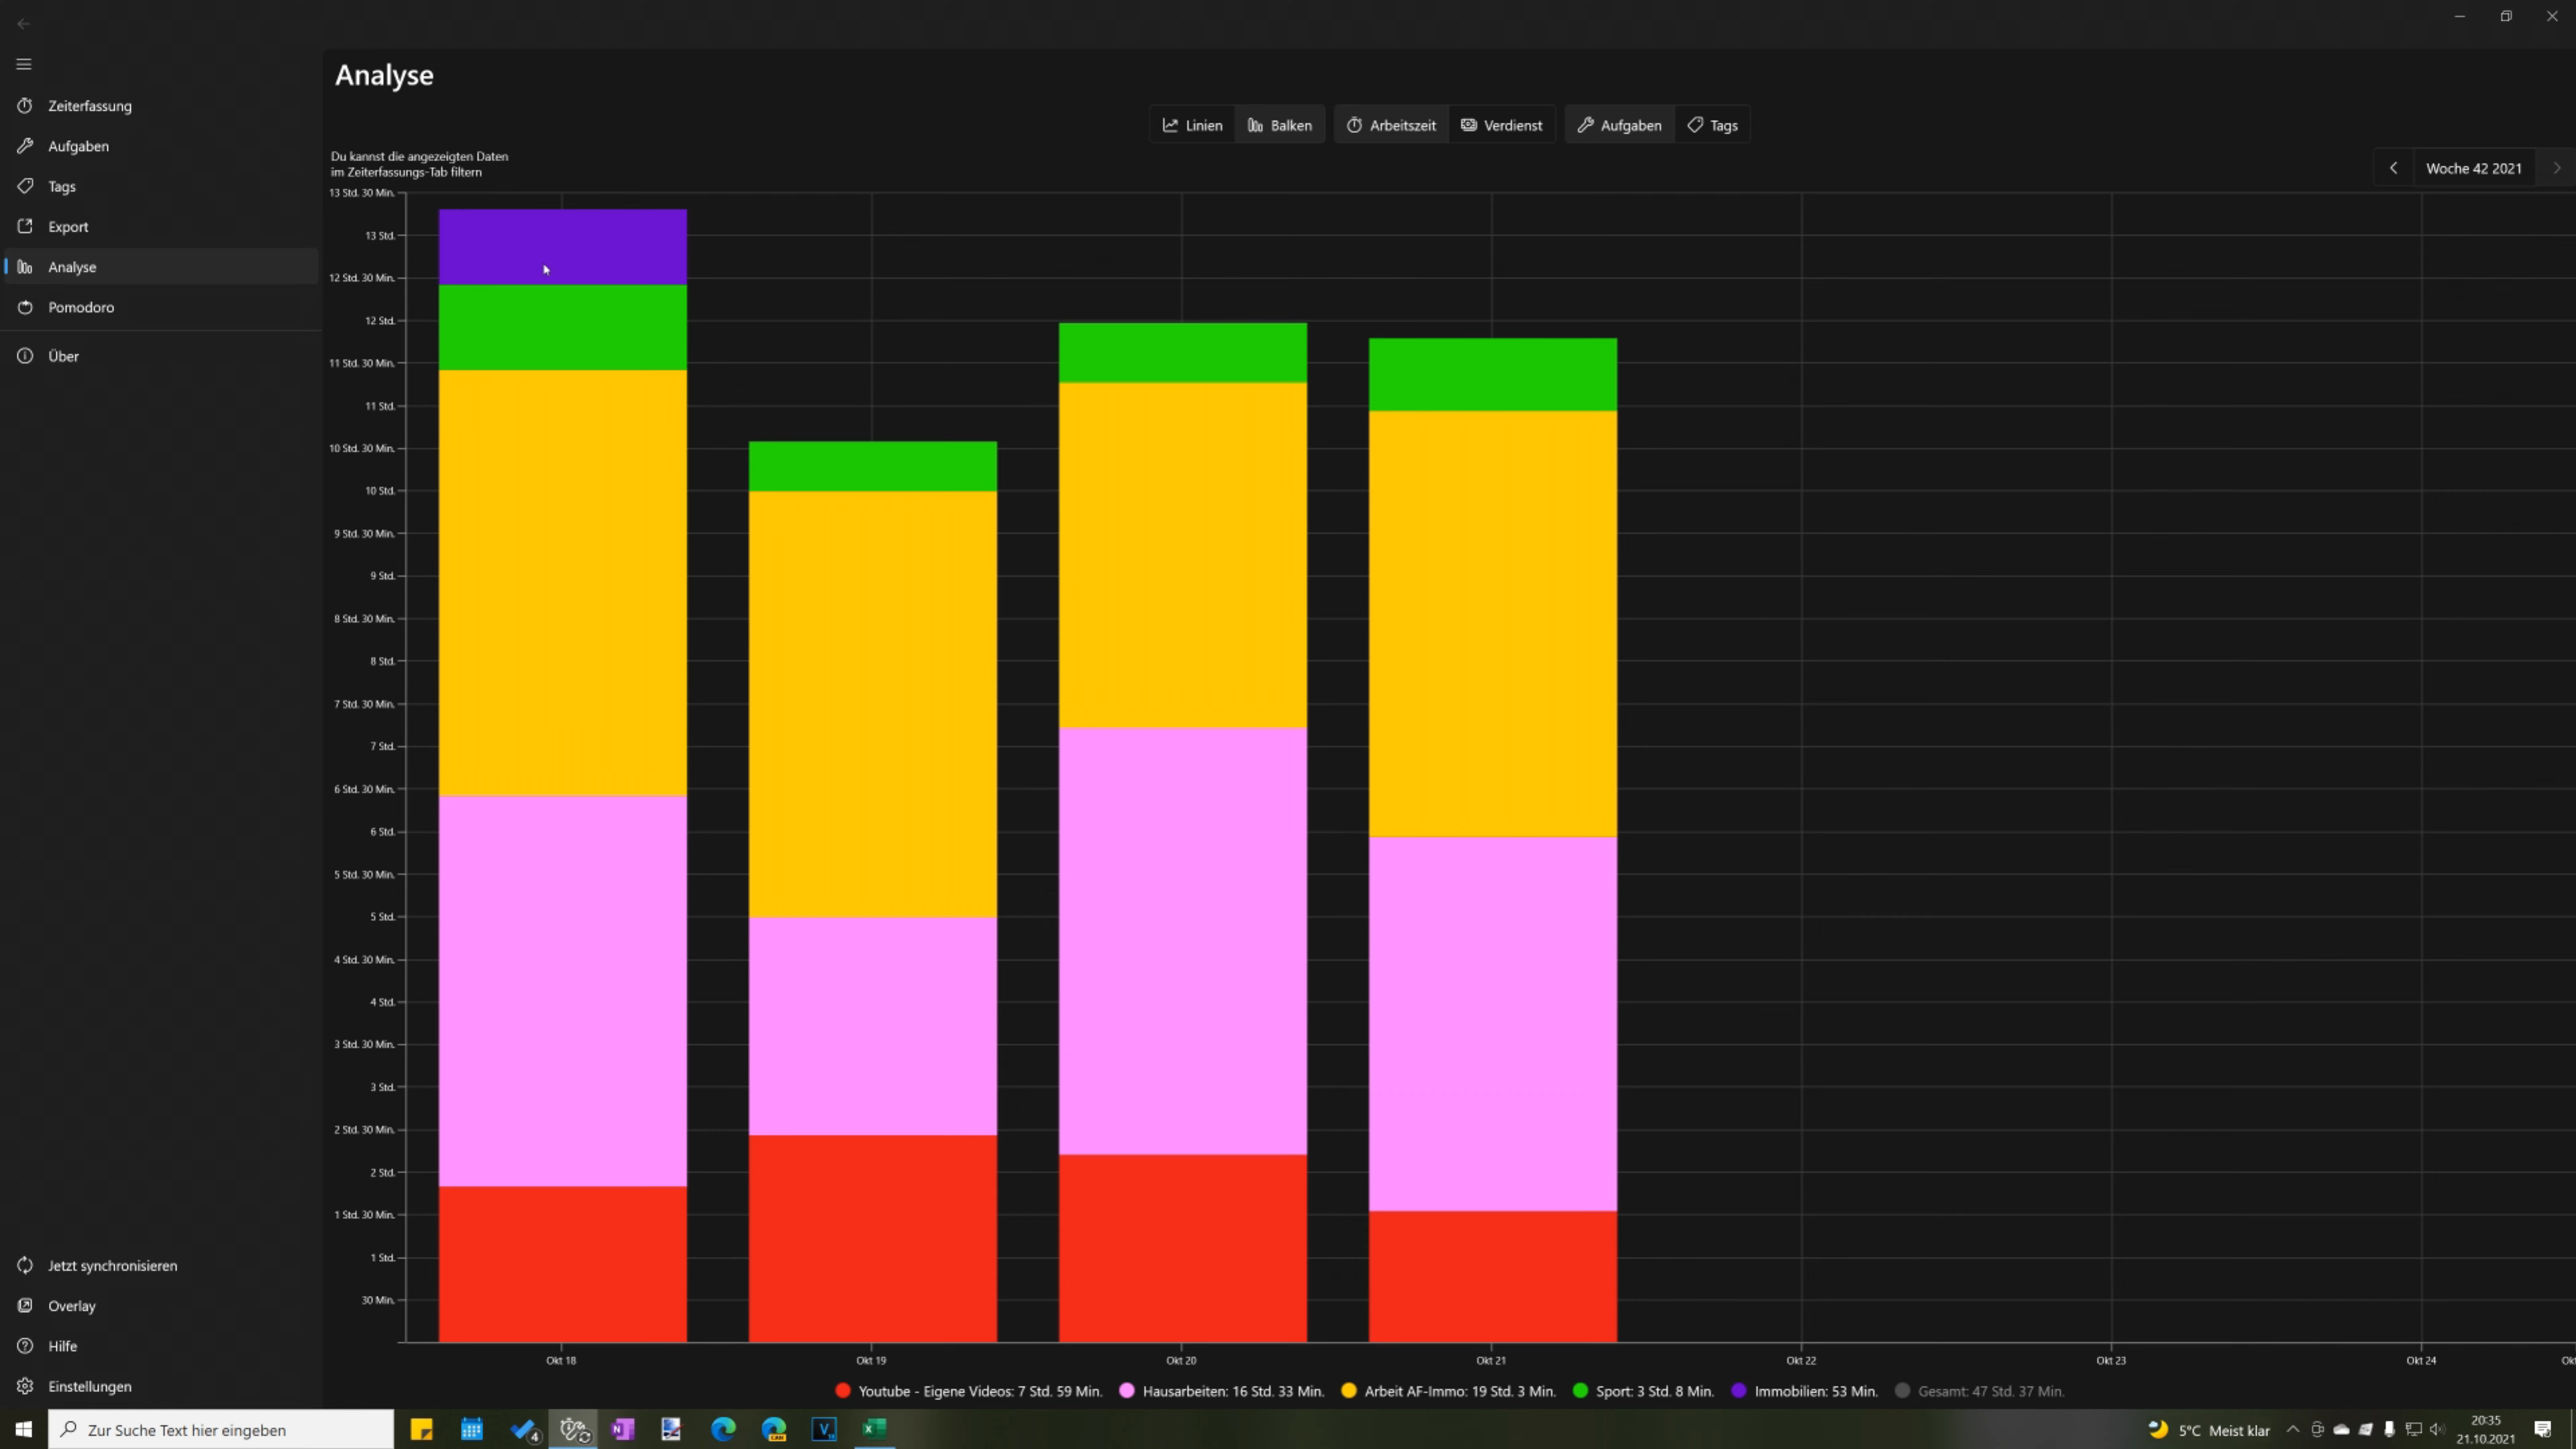 Analyse
Zeiterfassung
Aufgaben
Tags
Export
Analyse
Pomodoro
Über
Jetzt synchronisieren
Overlay
Hilfe
Einstellungen
Linien
Balken
Arbeitszeit
Verdienst
Aufgaben
Tags
Du kannst die angezeigten Daten
im Zeiterfassungs-Tab filtern
Woche 42 2021
13 Std. 30 Min.
13 Std.
12 Std. 30 Min.
12 Std.
11 Std. 30 Min.
11 Std.
10 Std. 30 Min.
10 Std.
9 Std. 30 Min.
9 Std.
8 Std. 30 Min.
8 Std.
7 Std. 30 Min.
7 Std.
6 Std. 30 Min.
6 Std.
5 Std. 30 Min.
5 Std.
4 Std. 30 Min.
4 Std.
3 Std. 30 Min.
3 Std.
2 Std. 30 Min.
2 Std.
1 Std. 30 Min.
1 Std.
30 Min.
Okt 18
Okt 19
Okt 20
Okt 21
Okt 22
Okt 23
Okt 24
Youtube - Eigene Videos: 7 Std. 59 Min.
Hausarbeiten: 16 Std. 33 Min.
Arbeit AF-Immo: 19 Std. 3 Min.
Sport: 3 Std. 8 Min.
Immobilien: 53 Min.
Gesamt: 47 Std. 37 Min.
Zur Suche Text hier eingeben
4
N
CAN
V
X
5°C Meist klar
20:35
21.10.2021